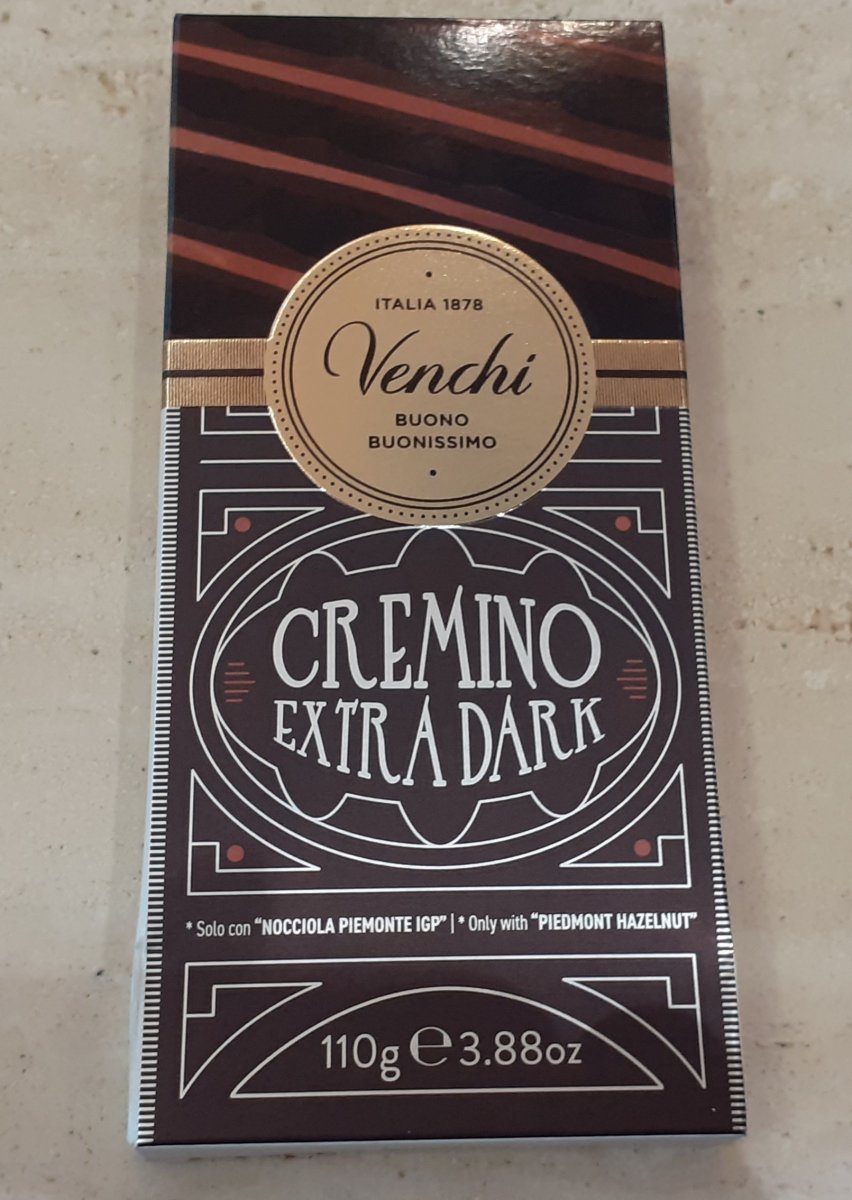 ITALIA 1878
Venchi
BUONO
BUONISSIMO
CREMINO
EXTRA DARK
* Solo con “NOCCIOLA PIEMONTE IGP” | * Only with “PIEDMONT HAZELNUT”
110g ℮ 3.88oz